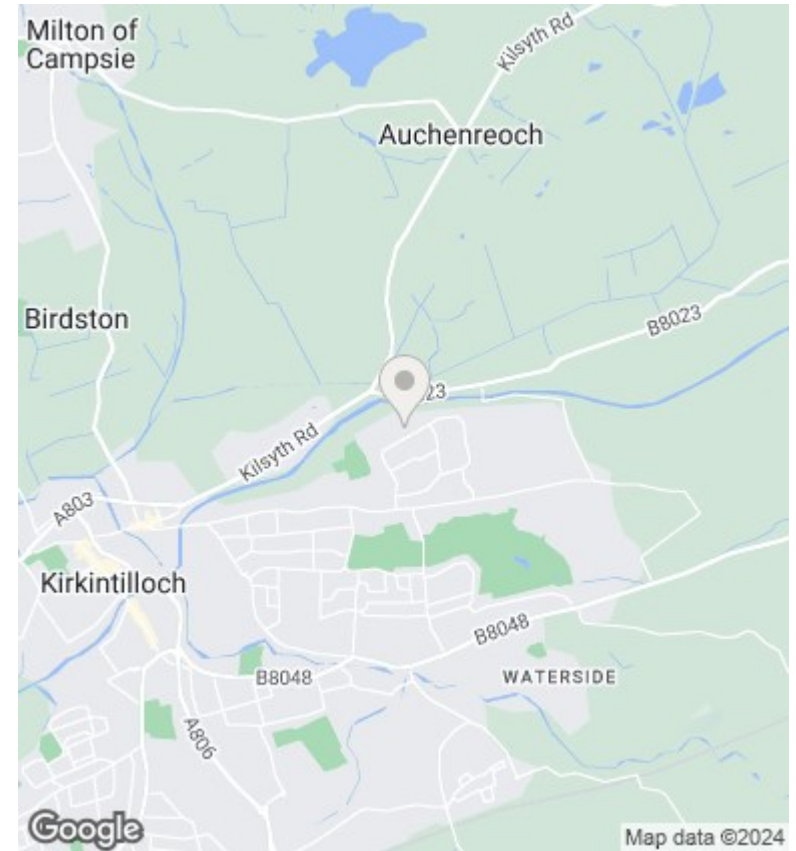 Milton of
Campsie
Kilsyth Rd
Auchenreoch
Birdston
B8023
23
Kilsyth Rd
A803
Kirkintilloch
B8048
B8048
WATERSIDE
A806
Google
Map data ©2024